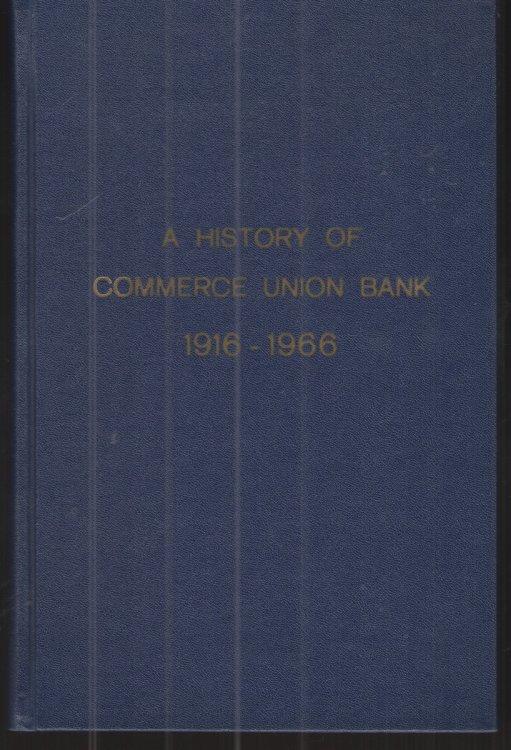 A HISTORY OF
COMMERCE UNION BANK
1916-1966